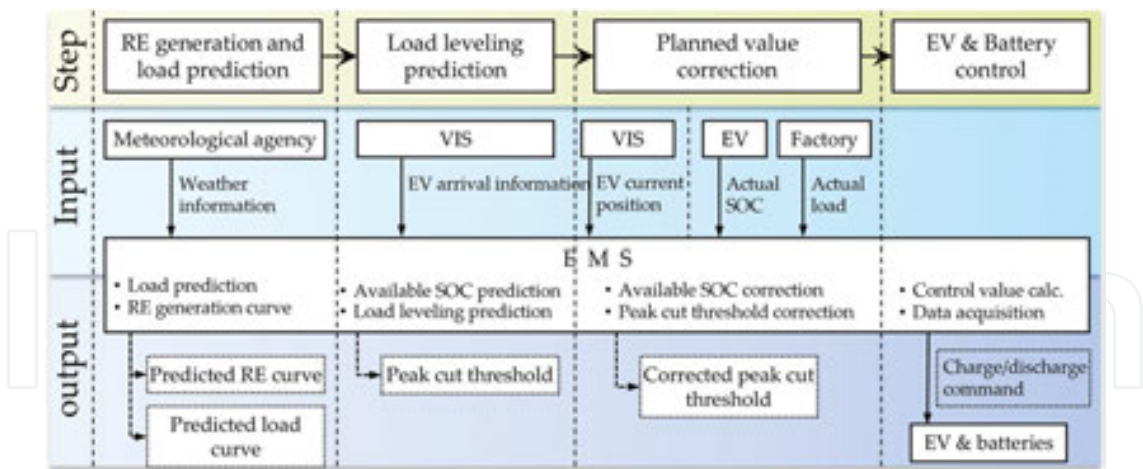 Step
RE generation and
load prediction
Load leveling
prediction
Planned value
correction
EV & Battery
control
Input
Meteorological agency
VIS
VIS
EV
Factory
Weather
information
EV arrival information
EV current
position
Actual
SOC
Actual
load
E M S
• Load prediction
• RE generation curve
• Available SOC prediction
• Load leveling prediction
• Available SOC correction
• Peak cut threshold correction
• Control value calc.
• Data acquisition
output
Predicted RE curve
Predicted load
curve
Peak cut threshold
Corrected peak cut
threshold
Charge/discharge
command
EV & batteries